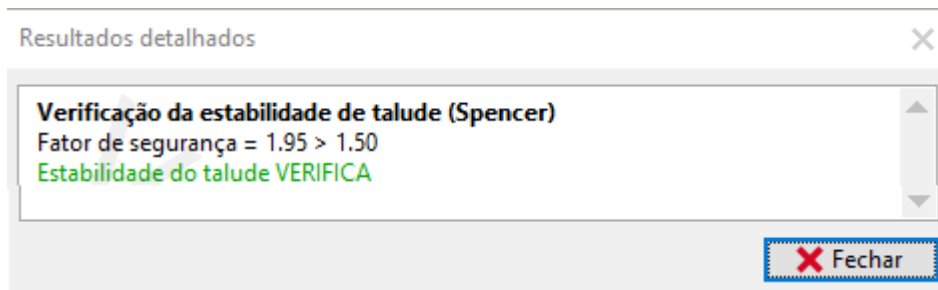 Resultados detalhados
Verificação da estabilidade de talude (Spencer)
Fator de segurança = 1.95 > 1.50
Estabilidade do talude VERIFICA
Fechar